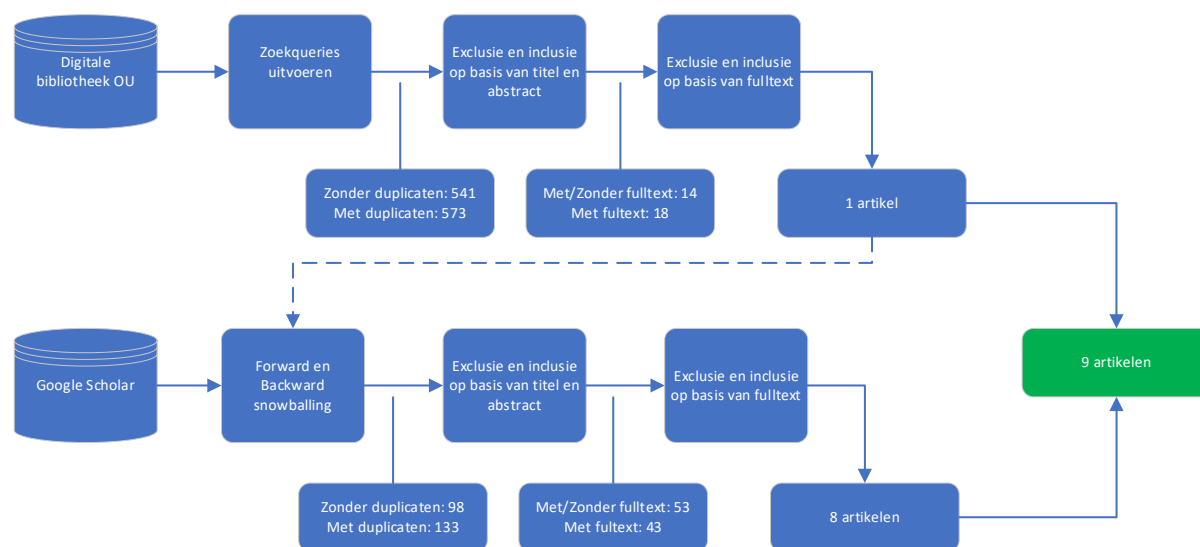 Digitale
bibliotheek OU
Zoekqueries
uitvoeren
Exclusie en inclusie
op basis van titel en
abstract
Exclusie en inclusie
op basis van fulltext
Zonder duplicaten: 541
Met duplicaten: 573
Met/Zonder fulltext: 14
Met fultext: 18
1 artikel
Google Scholar
Forward en
Backward
snowballing
Exclusie en inclusie
op basis van titel en
abstract
Exclusie en inclusie
op basis van fulltext
9 artikelen
Zonder duplicaten: 98
Met duplicaten: 133
Met/Zonder fulltext: 53
Met fultext: 43
8 artikelen